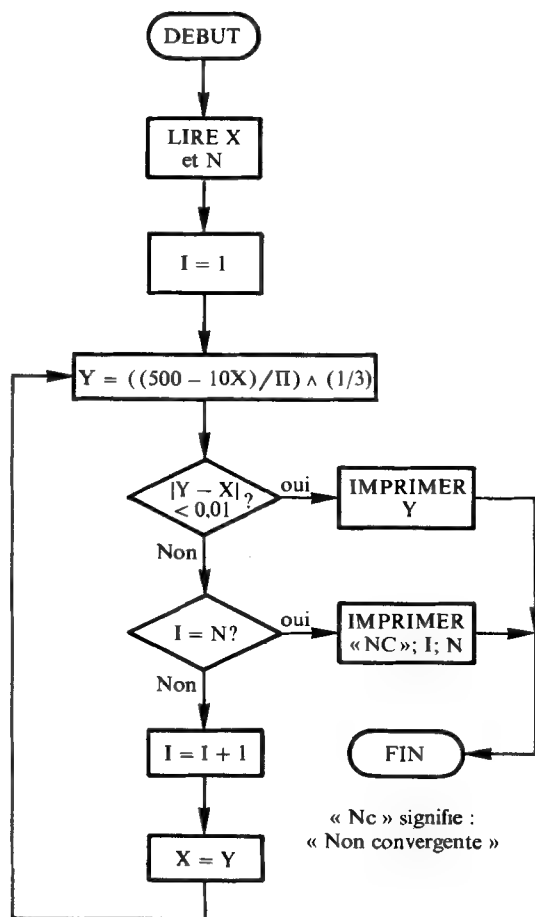 DEBUT
LIRE X
et N
I = 1
Y = ((500 – 10X)/Π) ∧ (1/3)
|Y – X|
< 0,01 ?
oui
IMPRIMER
Y
Non
I = N?
oui
IMPRIMER
«NC»; I; N
Non
I = I + 1
FIN
X = Y
« Nc » signifie :
« Non convergente »